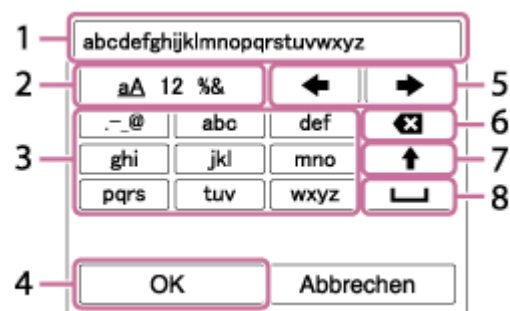 1 abcdefghijklmnopqrstuvwxyz
2 aA 12 %& 5
.-_@ abc def 6
3 ghi jkl mno 7
pqrs tuv wxyz 8
4 OK Abbrechen